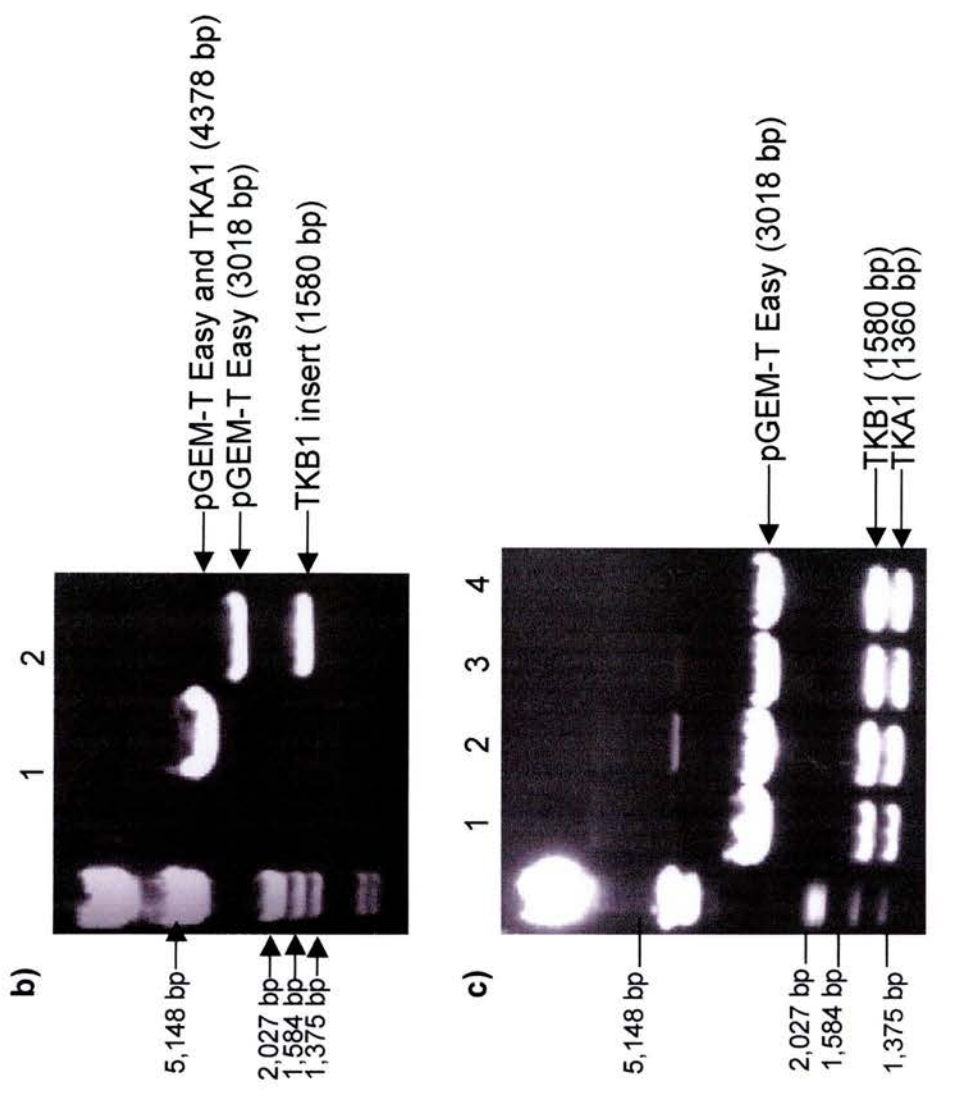 b)
1 2
5,148 bp
2,027 bp
1,584 bp
1,375 bp
pGEM-T Easy and TKA1 (4378 bp)
pGEM-T Easy (3018 bp)
TKB1 insert (1580 bp)
c)
1 2 3 4
5,148 bp
2,027 bp
1,584 bp
1,375 bp
pGEM-T Easy (3018 bp)
TKB1 (1580 bp)
TKA1 (1360 bp)